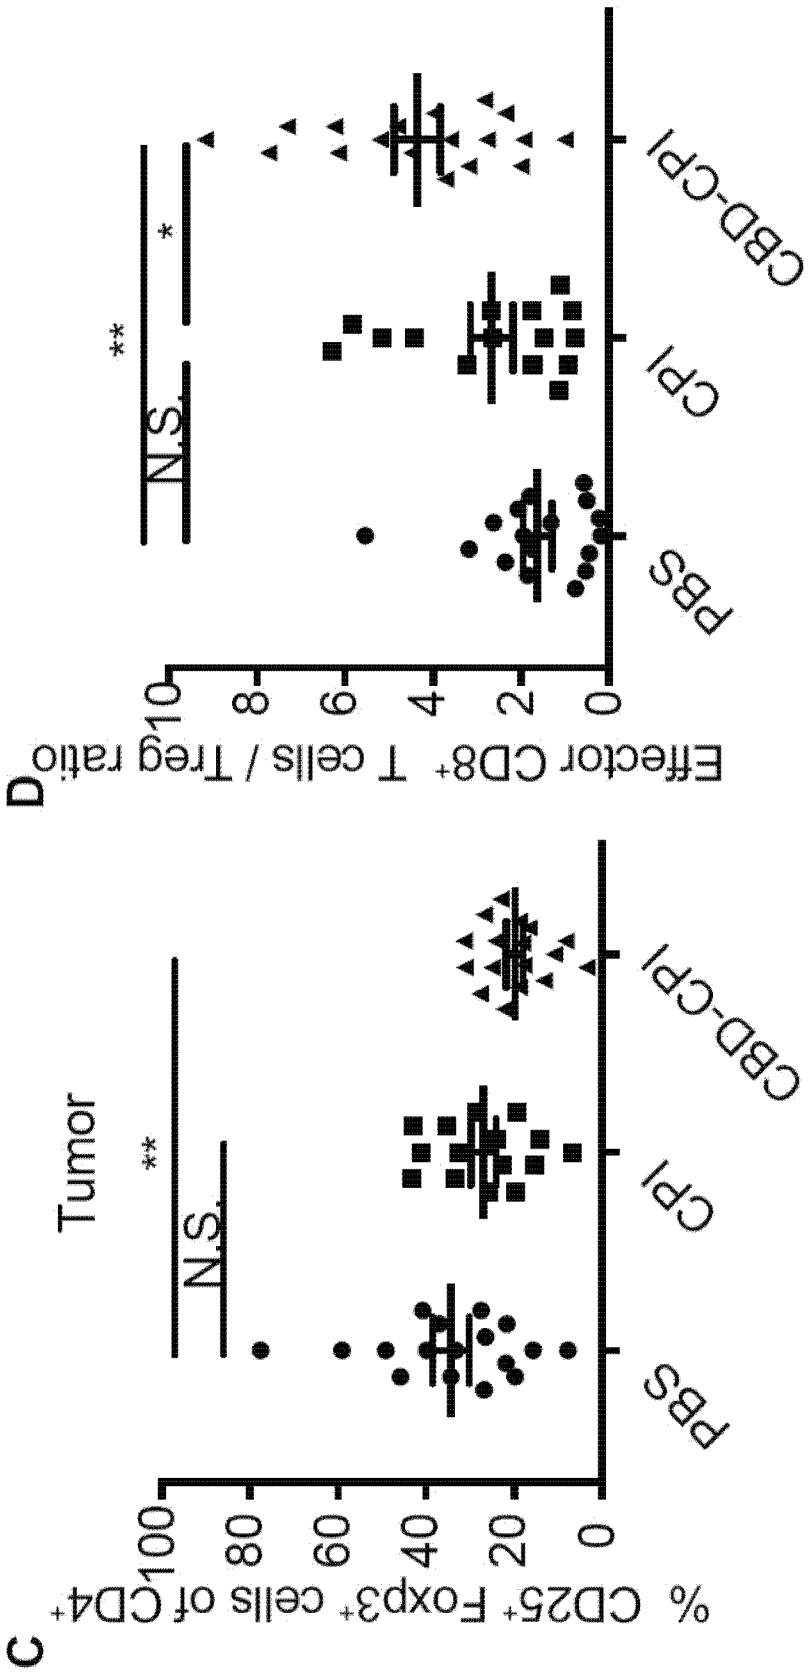 C
Tumor
**
N.S.
% CD25⁺ Foxp3⁺ cells of CD4⁺
100
80
60
40
20
0
PBS
CPI
CBD-CPI
D
**
N.S.
*
Effector CD8⁺ T cells / Treg ratio
10
8
6
4
2
0
PBS
CPI
CBD-CPI